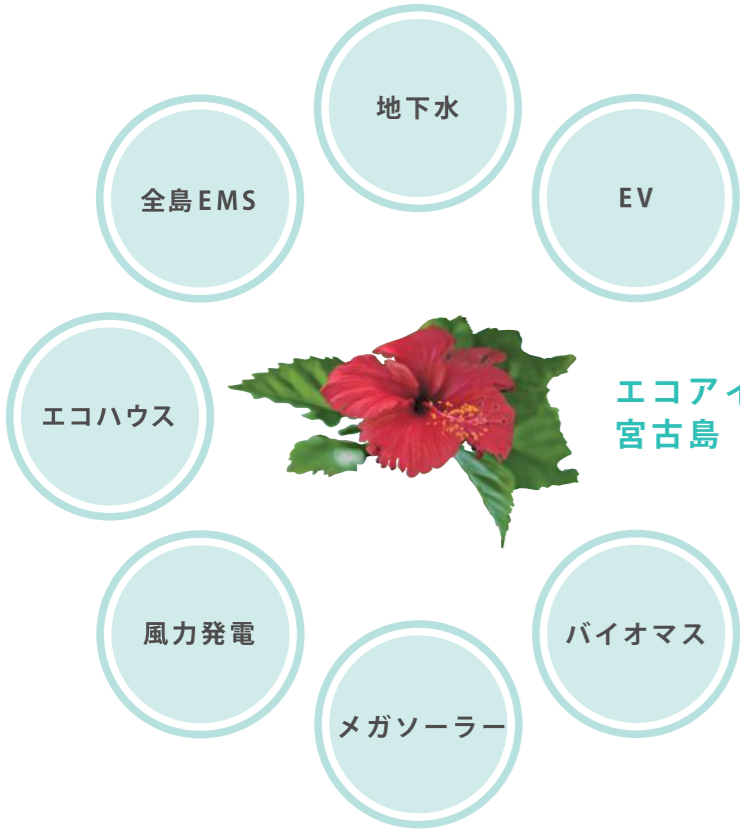 地下水
全島EMS
EV
エコハウス
エコアイ
宮古島
風力発電
バイオマス
メガソーラー